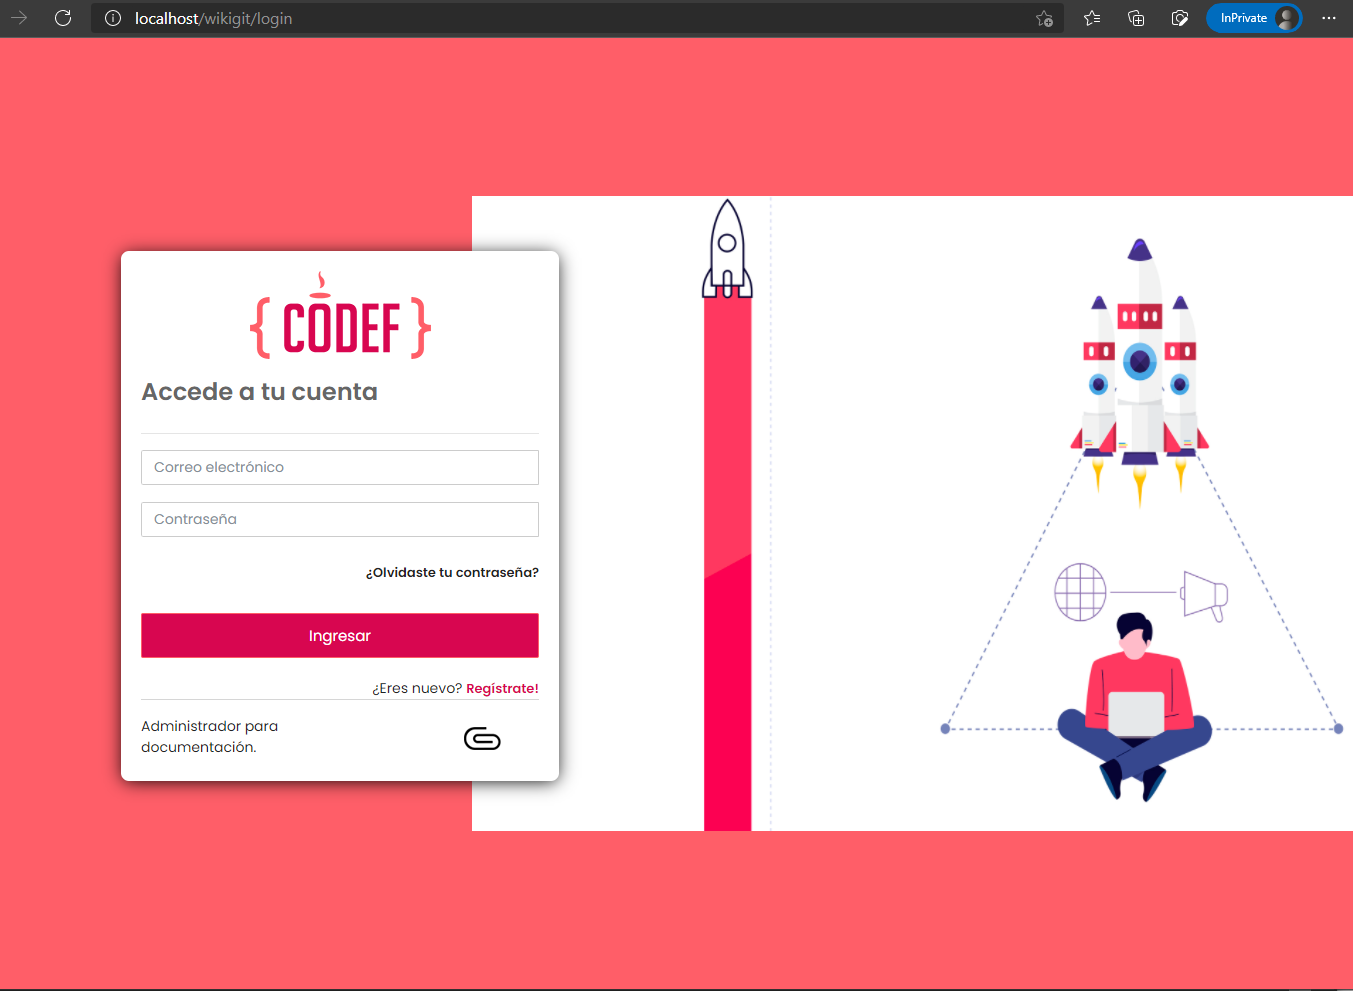 localhost/wikigit/login
InPrivate
{ CODEF }
Accede a tu cuenta
Correo electrónico
Contraseña
¿Olvidaste tu contraseña?
Ingresar
¿Eres nuevo? Regístrate!
Administrador para
documentación.